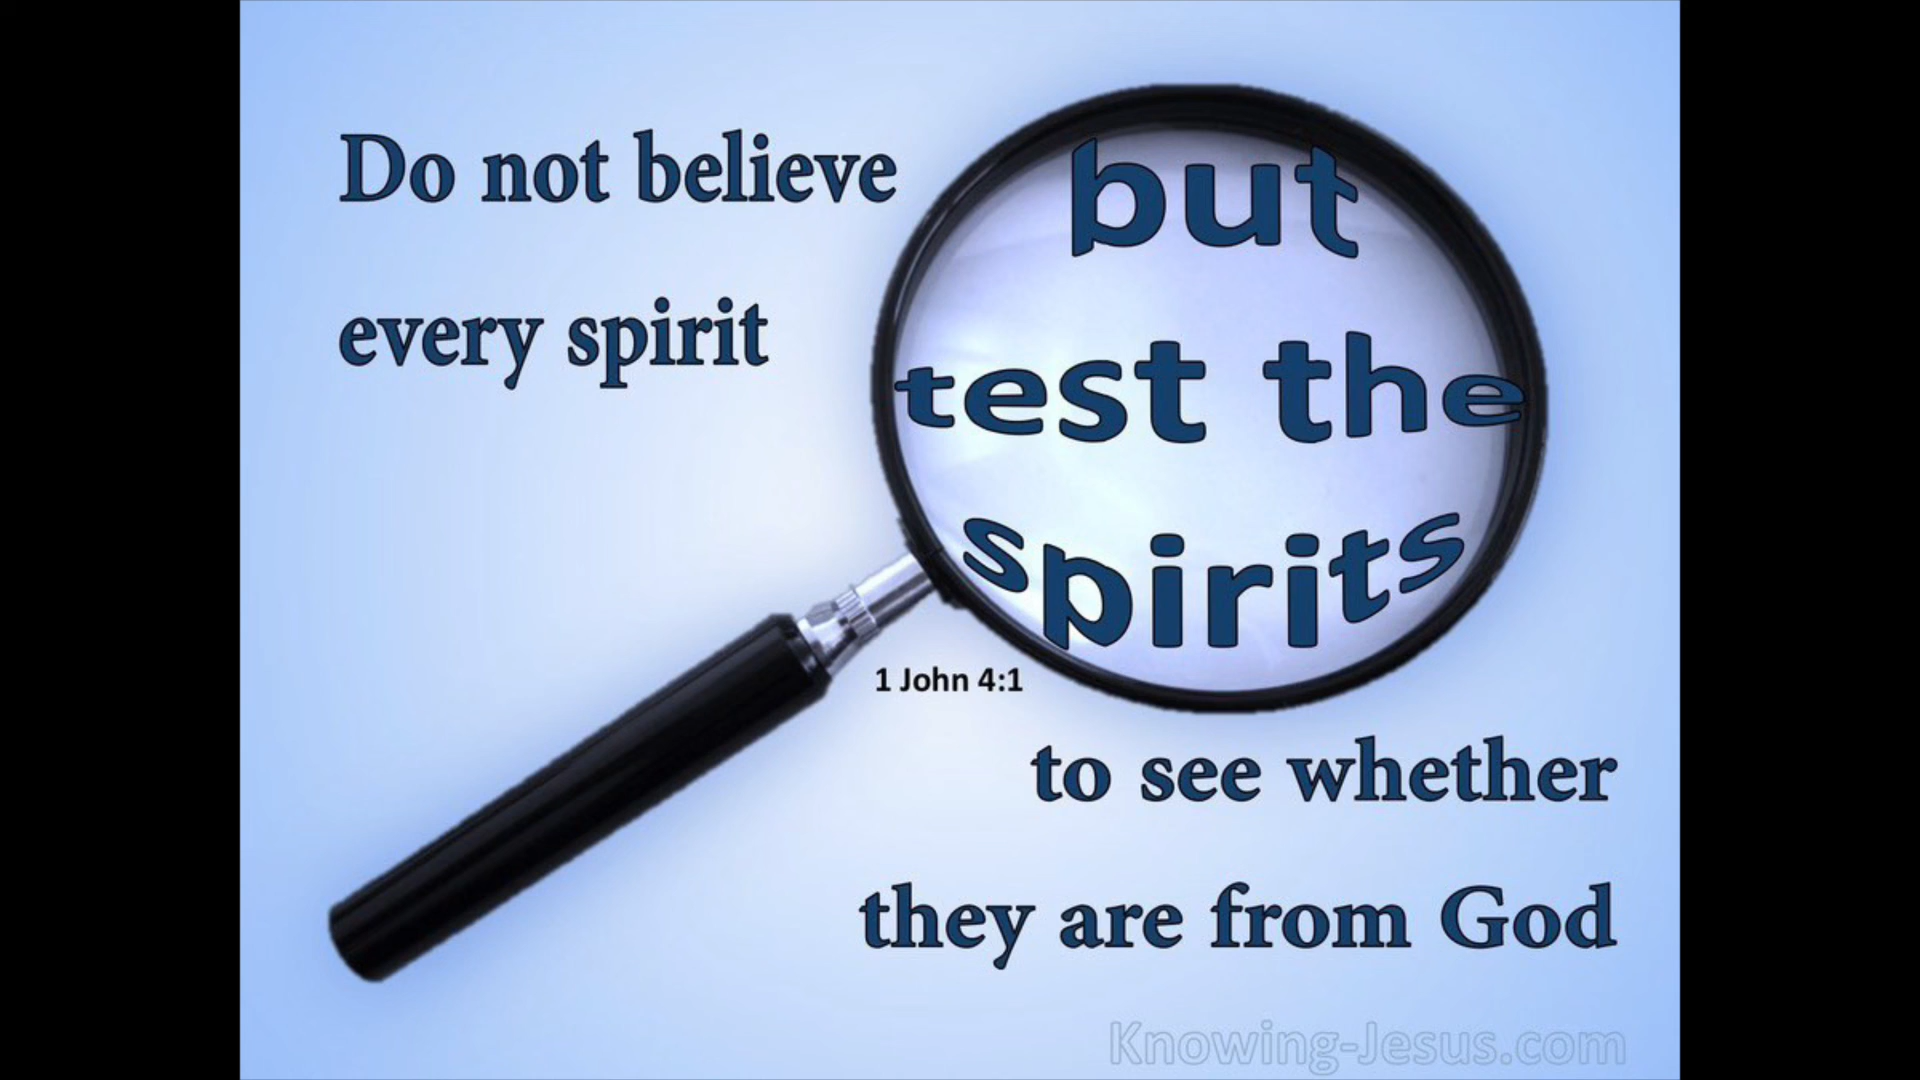 Do not believe
every spirit
but
test the
spirits
1 John 4:1
to see whether
they are from God
Knowing-Jesus.com